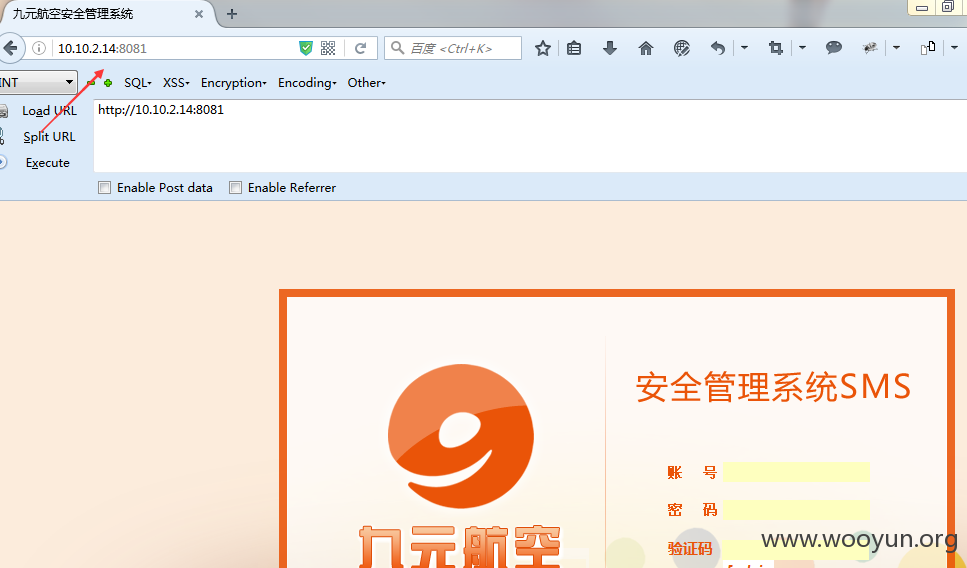 九元航空安全管理系统
10.10.2.14:8081
百度 <Ctrl+K>
INT
SQL
XSS
Encryption
Encoding
Other
Load URL
http://10.10.2.14:8081
Split URL
Execute
Enable Post data
Enable Referrer
安全管理系统SMS
账 号
密 码
验证码
九元航空
www.wooyun.org